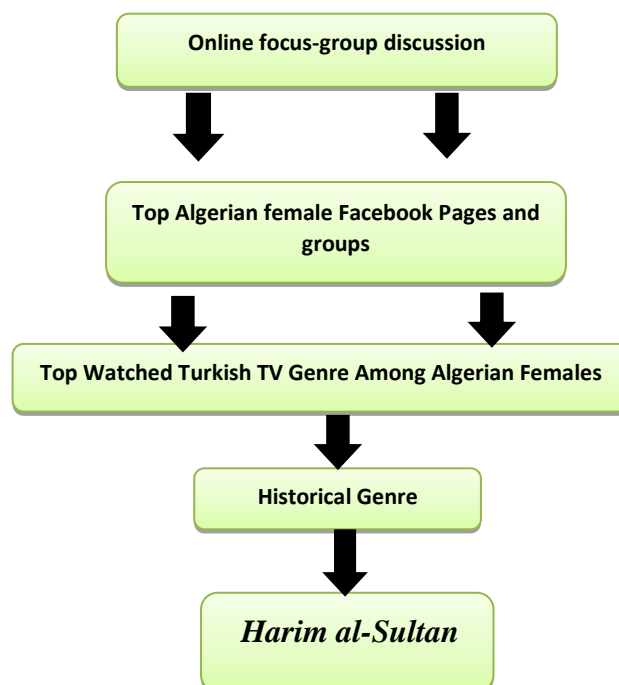 Online focus-group discussion
Top Algerian female Facebook Pages and
groups
Top Watched Turkish TV Genre Among Algerian Females
Historical Genre
Harim al-Sultan